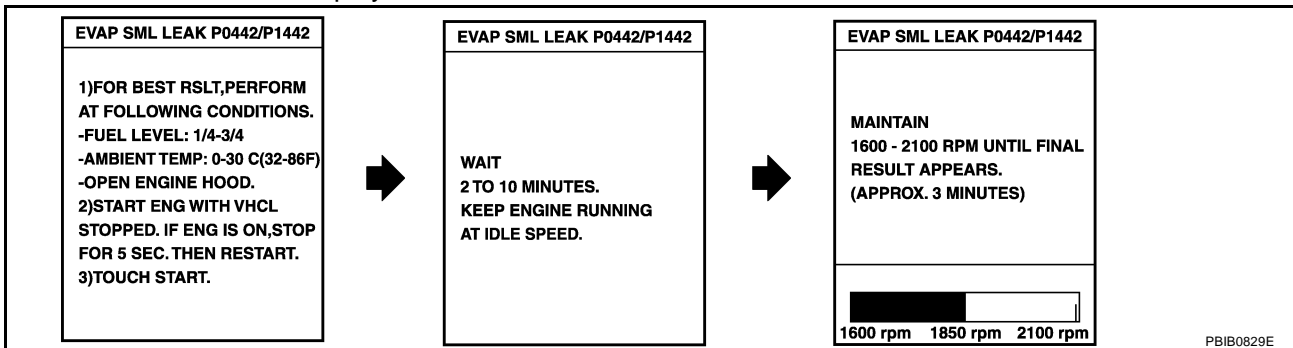 EVAP SML LEAK P0442/P1442
1)FOR BEST RSLT,PERFORM
AT FOLLOWING CONDITIONS.
-FUEL LEVEL: 1/4-3/4
-AMBIENT TEMP: 0-30 C(32-86F)
-OPEN ENGINE HOOD.
2)START ENG WITH VHCL
STOPPED. IF ENG IS ON,STOP
FOR 5 SEC. THEN RESTART.
3)TOUCH START.
EVAP SML LEAK P0442/P1442
WAIT
2 TO 10 MINUTES.
KEEP ENGINE RUNNING
AT IDLE SPEED.
EVAP SML LEAK P0442/P1442
MAINTAIN
1600 - 2100 RPM UNTIL FINAL
RESULT APPEARS.
(APPROX. 3 MINUTES)
1600 rpm 1850 rpm 2100 rpm
PBIB0829E